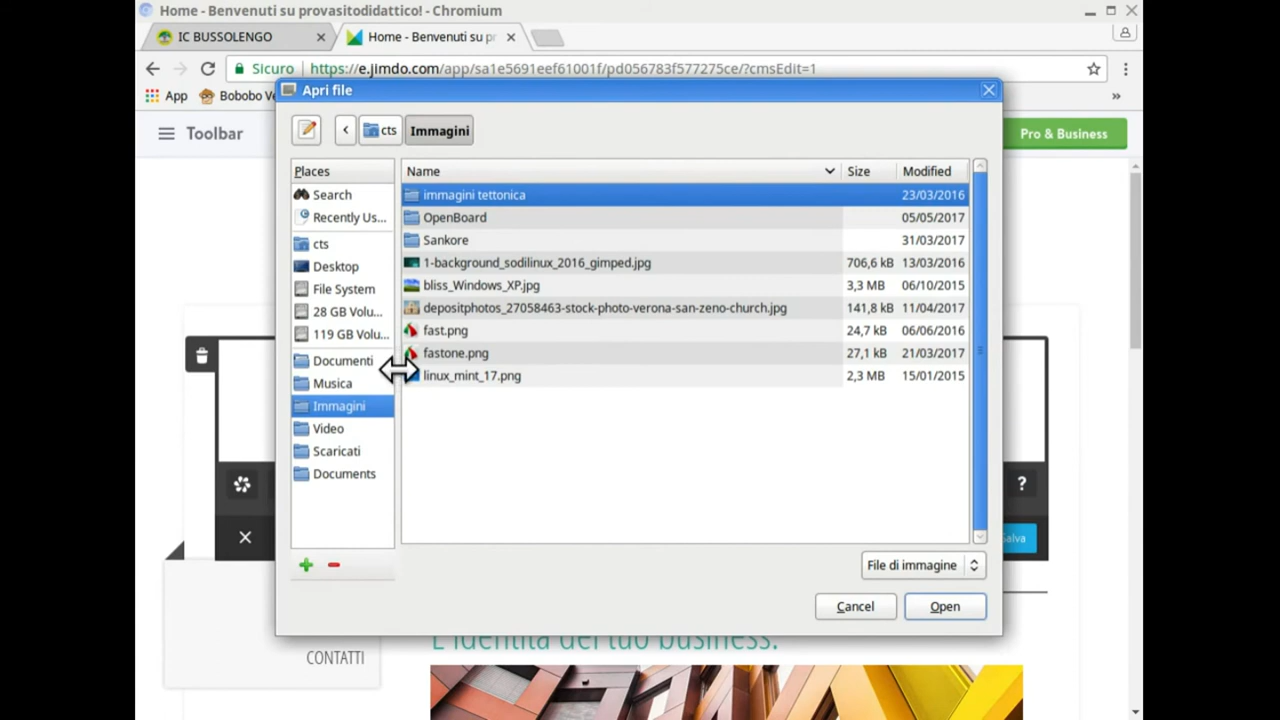 Home - Benvenuti su provasitodidattico! - Chromium
IC BUSSOLENGO
Home - Benvenuti su pr
Sicuro
https://e.jimdo.com/app/sa1e5691eef61001f/pd056783f577275ce/?cmsEdit=1
App
Bobobo Ve
»
Toolbar
Pro & Business
Apri file
cts
Immagini
Places
Name
Size
Modified
Search
Recently Us...
cts
Desktop
File System
28 GB Volu...
119 GB Volu...
Documenti
Musica
Immagini
Video
Scaricati
Documents
immagini tettonica 23/03/2016
OpenBoard 05/05/2017
Sankore 31/03/2017
1-background_sodilinux_2016_gimped.jpg 706,6 kB 13/03/2016
bliss_Windows_XP.jpg 3,3 MB 06/10/2015
depositphotos_27058463-stock-photo-verona-san-zeno-church.jpg 141,8 kB 11/04/2017
fast.png 24,7 kB 06/06/2016
fastone.png 27,1 kB 21/03/2017
linux_mint_17.png 2,3 MB 15/01/2015
?
Salva
File di immagine
Cancel
Open
L'identità del tuo business.
CONTATTI